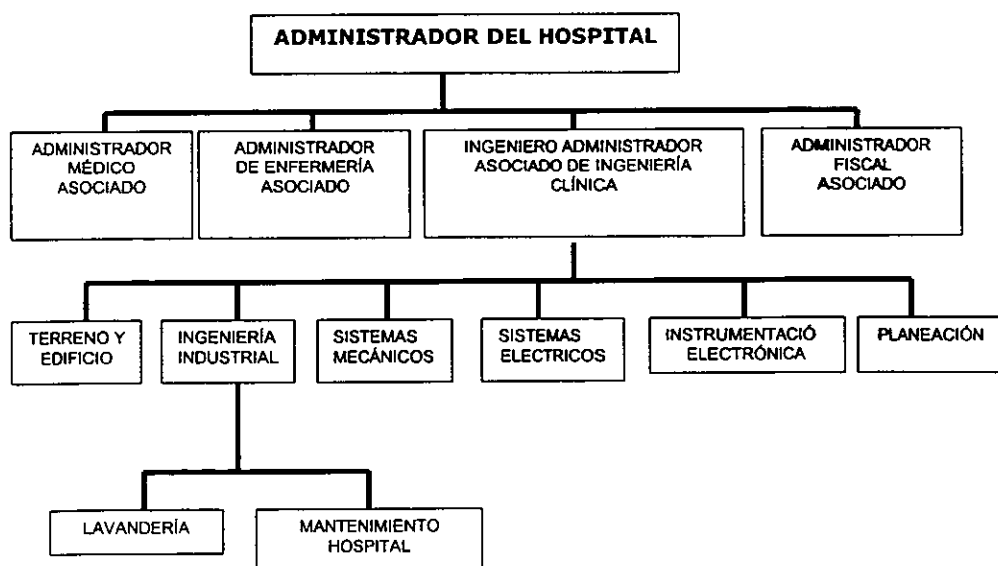 ADMINISTRADOR DEL HOSPITAL
ADMINISTRADOR
MÉDICO
ASOCIADO
ADMINISTRADOR
DE ENFERMERÍA
ASOCIADO
INGENIERO ADMINISTRADOR
ASOCIADO DE INGENIERÍA
CLÍNICA
ADMINISTRADOR
FISCAL
ASOCIADO
TERRENO Y
EDIFICIO
INGENIERÍA
INDUSTRIAL
SISTEMAS
MECÁNICOS
SISTEMAS
ELECTRICOS
INSTRUMENTACIÓ
ELECTRÓNICA
PLANEACIÓN
LAVANDERÍA
MANTENIMIENTO
HOSPITAL